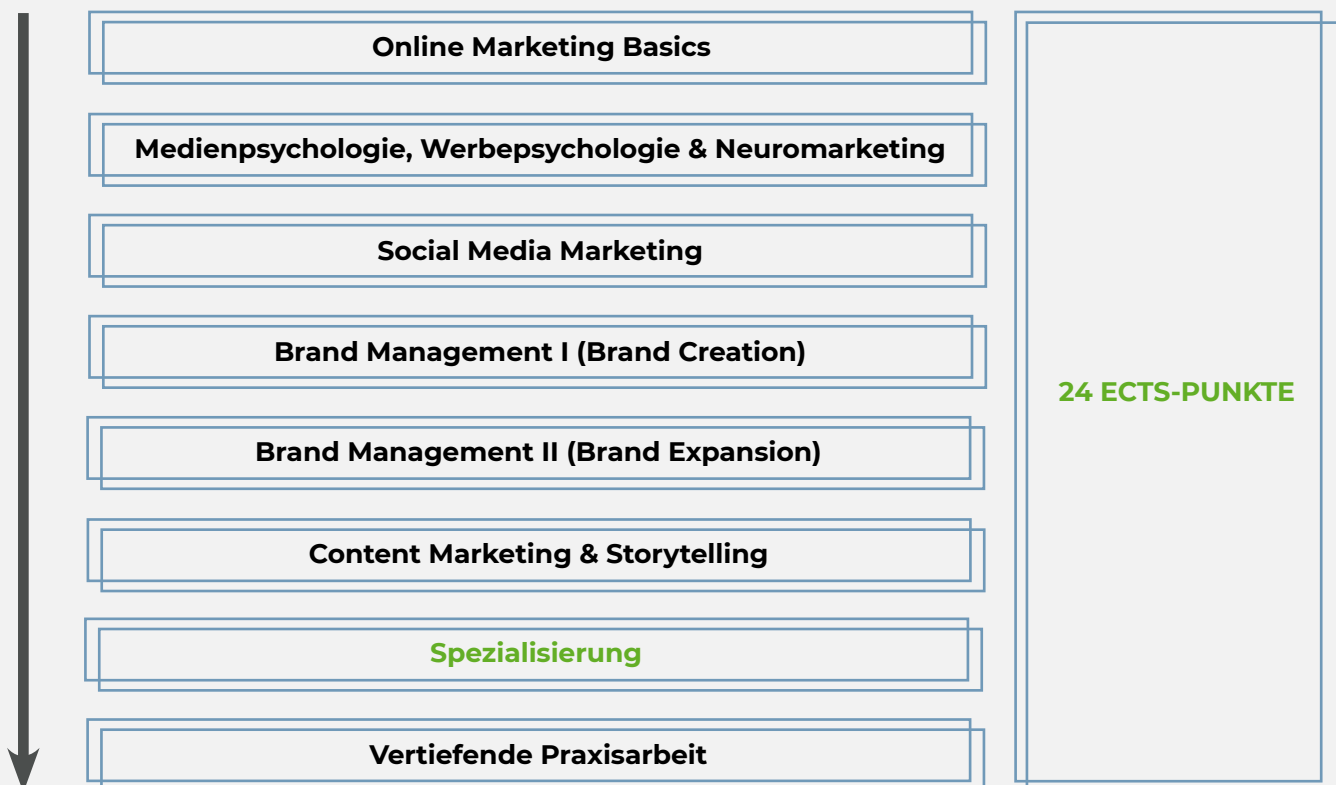 Online Marketing Basics
Medienpsychologie, Werbepsychologie & Neuromarketing
Social Media Marketing
Brand Management I (Brand Creation)
Brand Management II (Brand Expansion)
Content Marketing & Storytelling
Spezialisierung
Vertiefende Praxisarbeit
24 ECTS-PUNKTE